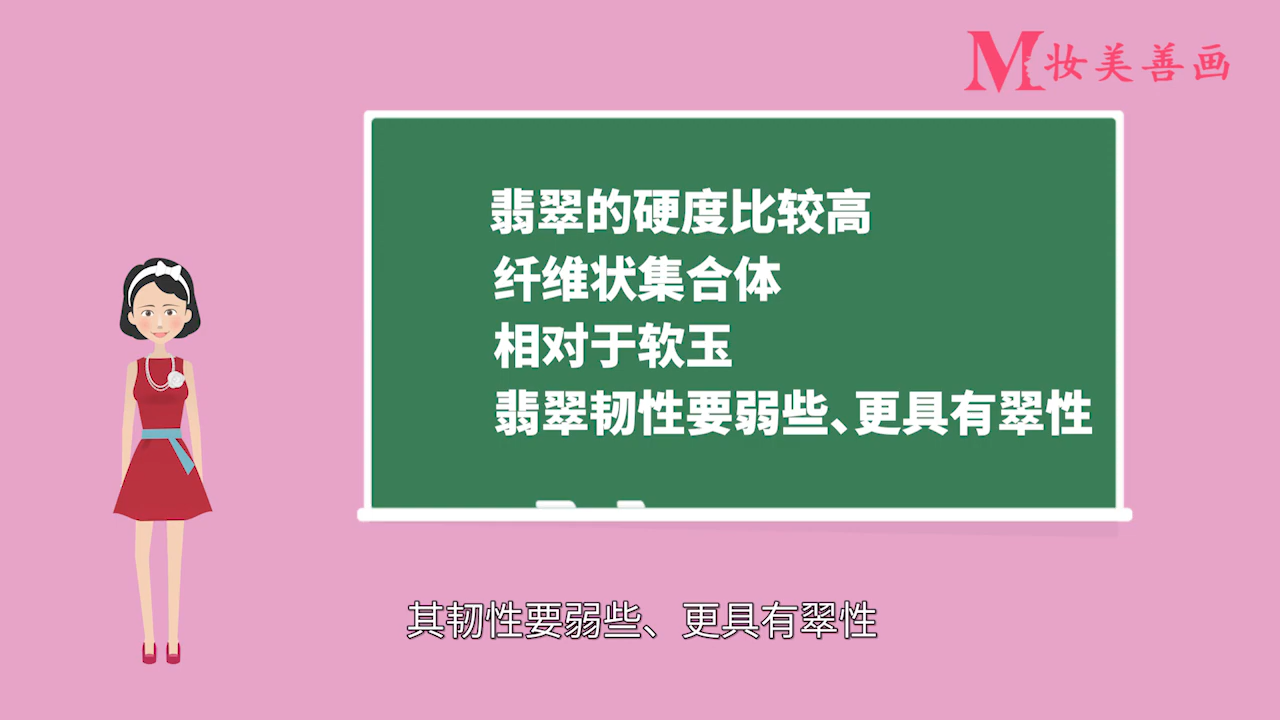 M妆美善画
翡翠的硬度比较高
纤维状集合体
相对于软玉
翡翠韧性要弱些、更具有翠性
其韧性要弱些、更具有翠性